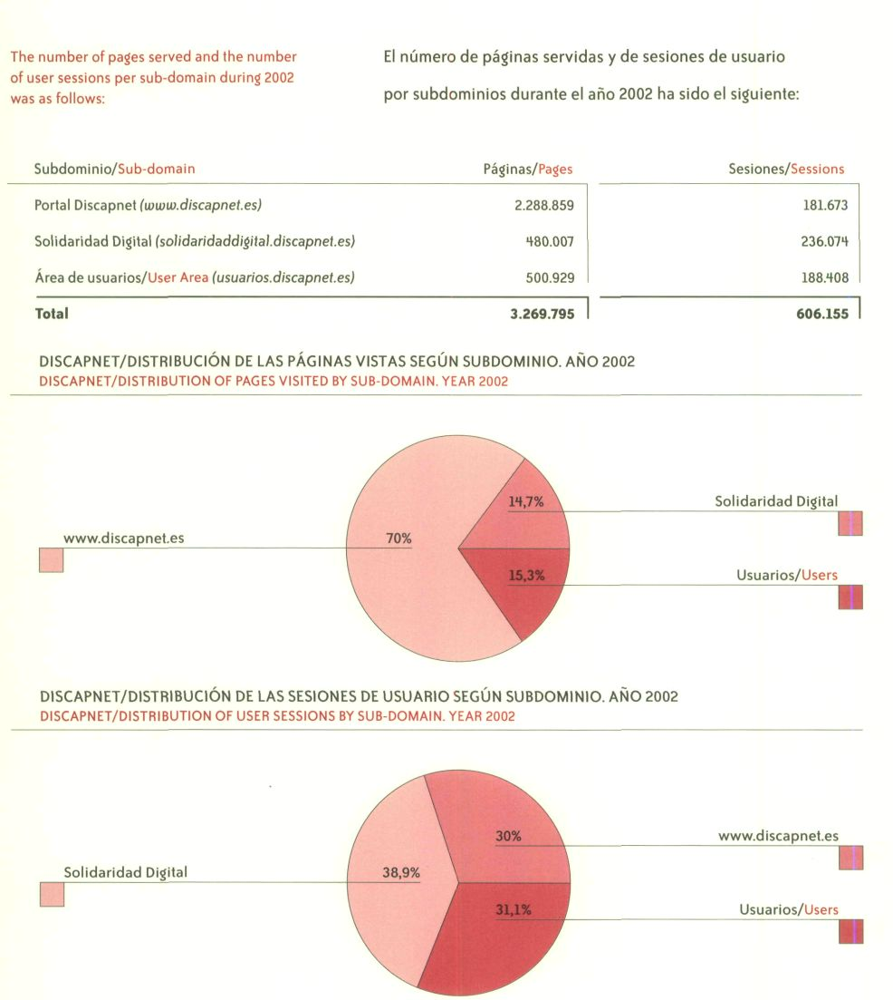 The number of pages served and the number
of user sessions per sub-domain during 2002
was as follows:
El número de páginas servidas y de sesiones de usuario
por subdominios durante el año 2002 ha sido el siguiente:
Subdominio/Sub-domain Páginas/Pages Sesiones/Sessions
Portal Discapnet (www.discapnet.es) 2.288.859 181.673
Solidaridad Digital (solidaridaddigital.discapnet.es) 480.007 236.074
Área de usuarios/User Area (usuarios.discapnet.es) 500.929 188.408
Total 3.269.795 606.155
DISCAPNET/DISTRIBUCIÓN DE LAS PÁGINAS VISTAS SEGÚN SUBDOMINIO. AÑO 2002
DISCAPNET/DISTRIBUTION OF PAGES VISITED BY SUB-DOMAIN. YEAR 2002
14,7% Solidaridad Digital
www.discapnet.es 70%
15,3% Usuarios/Users
DISCAPNET/DISTRIBUCIÓN DE LAS SESIONES DE USUARIO SEGÚN SUBDOMINIO. AÑO 2002
DISCAPNET/DISTRIBUTION OF USER SESSIONS BY SUB-DOMAIN. YEAR 2002
30% www.discapnet.es
Solidaridad Digital 38,9%
31,1% Usuarios/Users